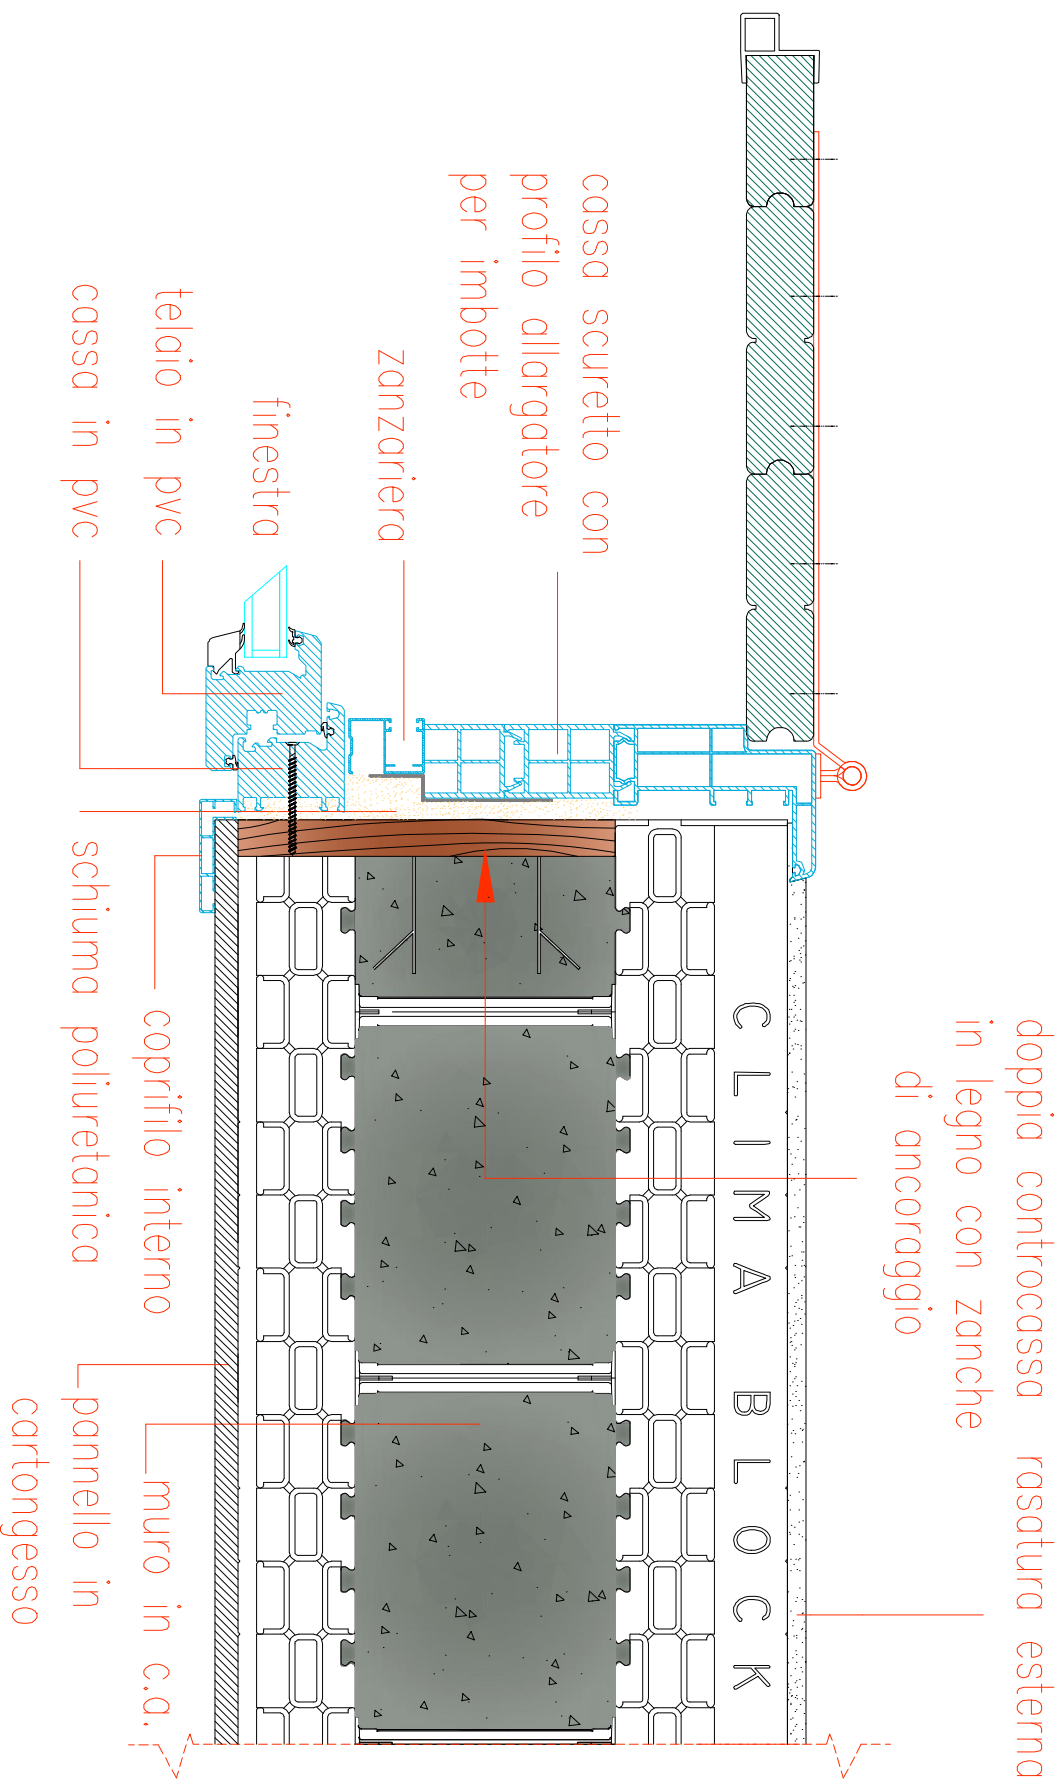 doppia controcassa
in legno con zanche
di ancoraggio
rasatura esterna
cassa scuretto con
profilo allargatore
per imbotte
zanzariera
finestra
telaio in pvc
cassa in pvc
CLIMA BLOCK
schiuma poliuretanica
coprifilo interno
muro in c.a.
pannello in
cartongesso